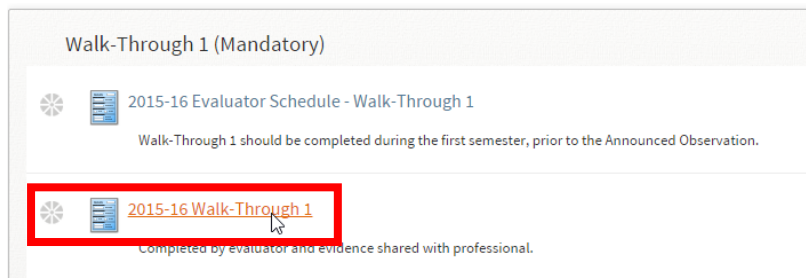 Walk-Through 1 (Mandatory)
2015-16 Evaluator Schedule - Walk-Through 1
Walk-Through 1 should be completed during the first semester, prior to the Announced Observation.
2015-16 Walk-Through 1
Completed by evaluator and evidence shared with professional.